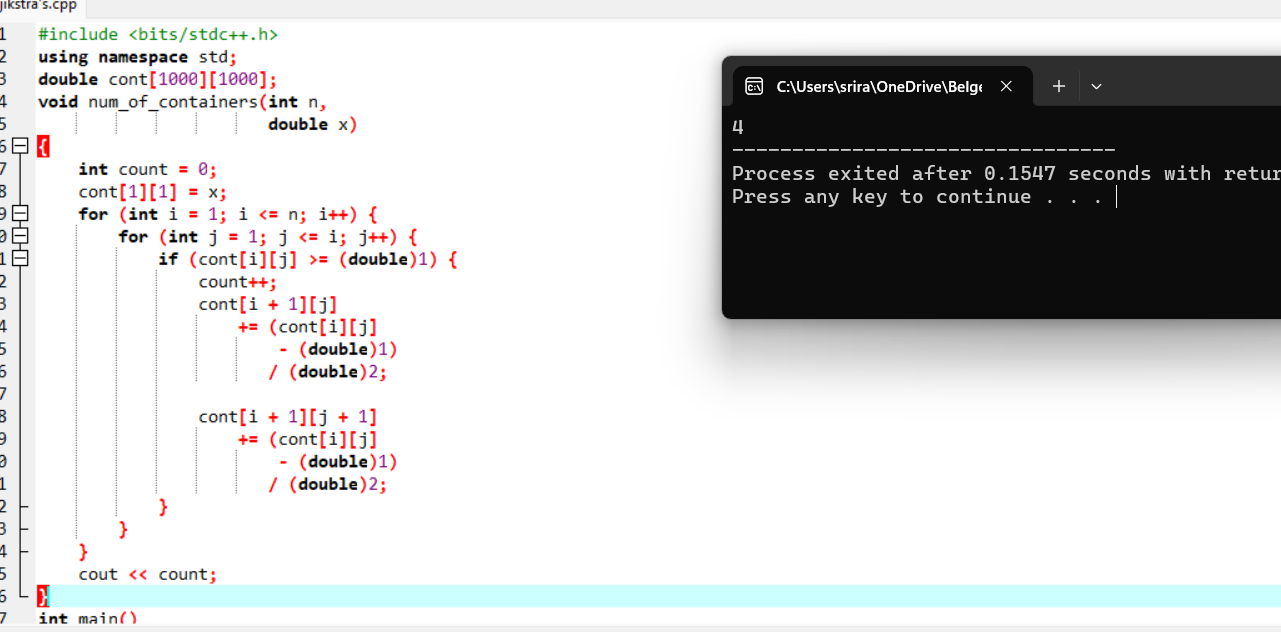 jikstra's.cpp
1 #include <bits/stdc++.h>
2 using namespace std;
3 double cont[1000][1000];
4 void num_of_containers(int n,
5 double x)
6 {
7 int count = 0;
8 cont[1][1] = x;
9 for (int i = 1; i <= n; i++) {
0 for (int j = 1; j <= i; j++) {
1 if (cont[i][j] >= (double)1) {
2 count++;
3 cont[i + 1][j]
4 += (cont[i][j]
5 - (double)1)
6 / (double)2;
7
8 cont[i + 1][j + 1]
9 += (cont[i][j]
0 - (double)1)
1 / (double)2;
2 }
3 }
4 }
5 cout << count;
6 }
7 int main()
C:\Users\srira\OneDrive\Belge
4
--------------------------------
Process exited after 0.1547 seconds with retur
Press any key to continue . . .